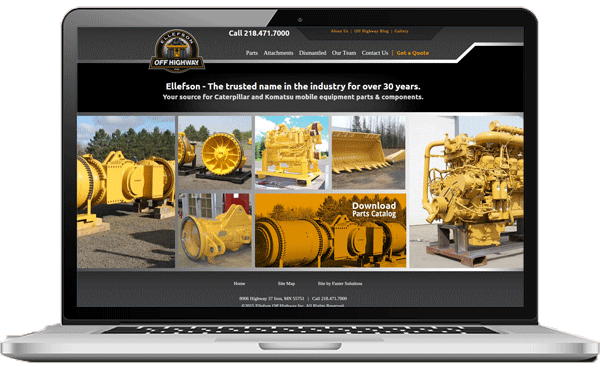 Call 218.471.7000
About Us | Off Highway Blog | Gallery
ELLEFSON
OFF HIGHWAY
INC
Parts Attachments Dismantled Our Team Contact Us | Get a Quote
Ellefson - The trusted name in the industry for over 30 years.
Your source for Caterpillar and Komatsu mobile equipment parts & components.
Download
Parts Catalog
Home Site Map Site by Faster Solutions
8906 Highway 37 Iron, MN 55751 | Call 218.471.7000
©2015 Ellefson Off Highway Inc. All Rights Reserved.